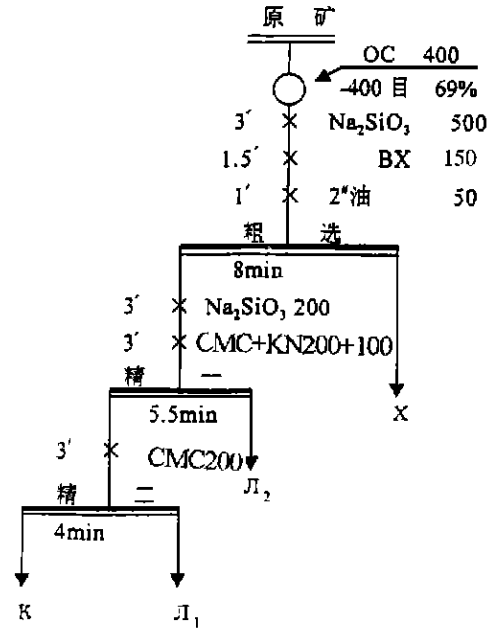 原 矿
OC 400
-400 目 69%
3′ Na₂SiO₃ 500
1.5′ BX 150
1′ 2#油 50
粗 选
8min
3′ Na₂SiO₃ 200
3′ CMC+KN200+100
精 一
5.5min
X
3′ CMC200
Л₂
精 二
4min
K Л₁